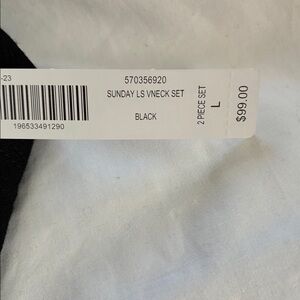 -23
570356920
SUNDAY LS VNECK SET
BLACK
196533491290
2 PIECE SET
L
$99.00